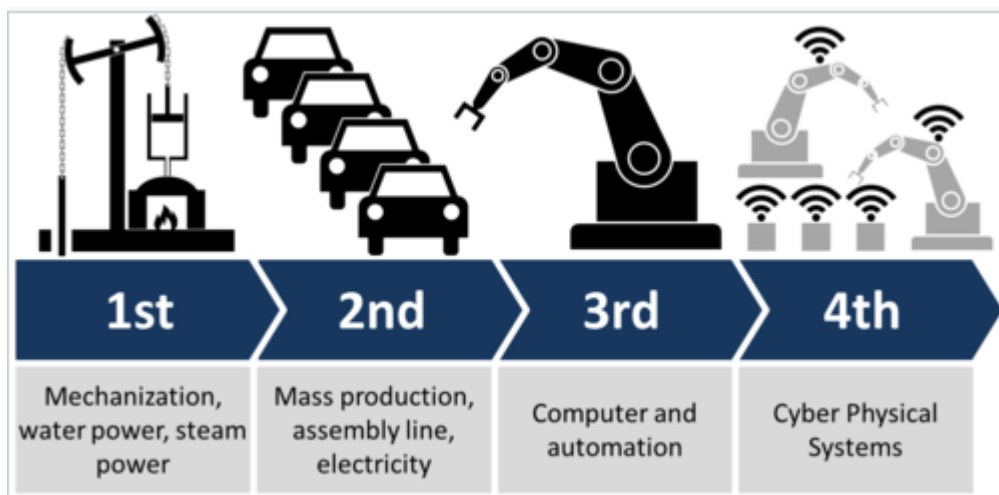 1st
2nd
3rd
4th
Mechanization,
water power, steam
power
Mass production,
assembly line,
electricity
Computer and
automation
Cyber Physical
Systems